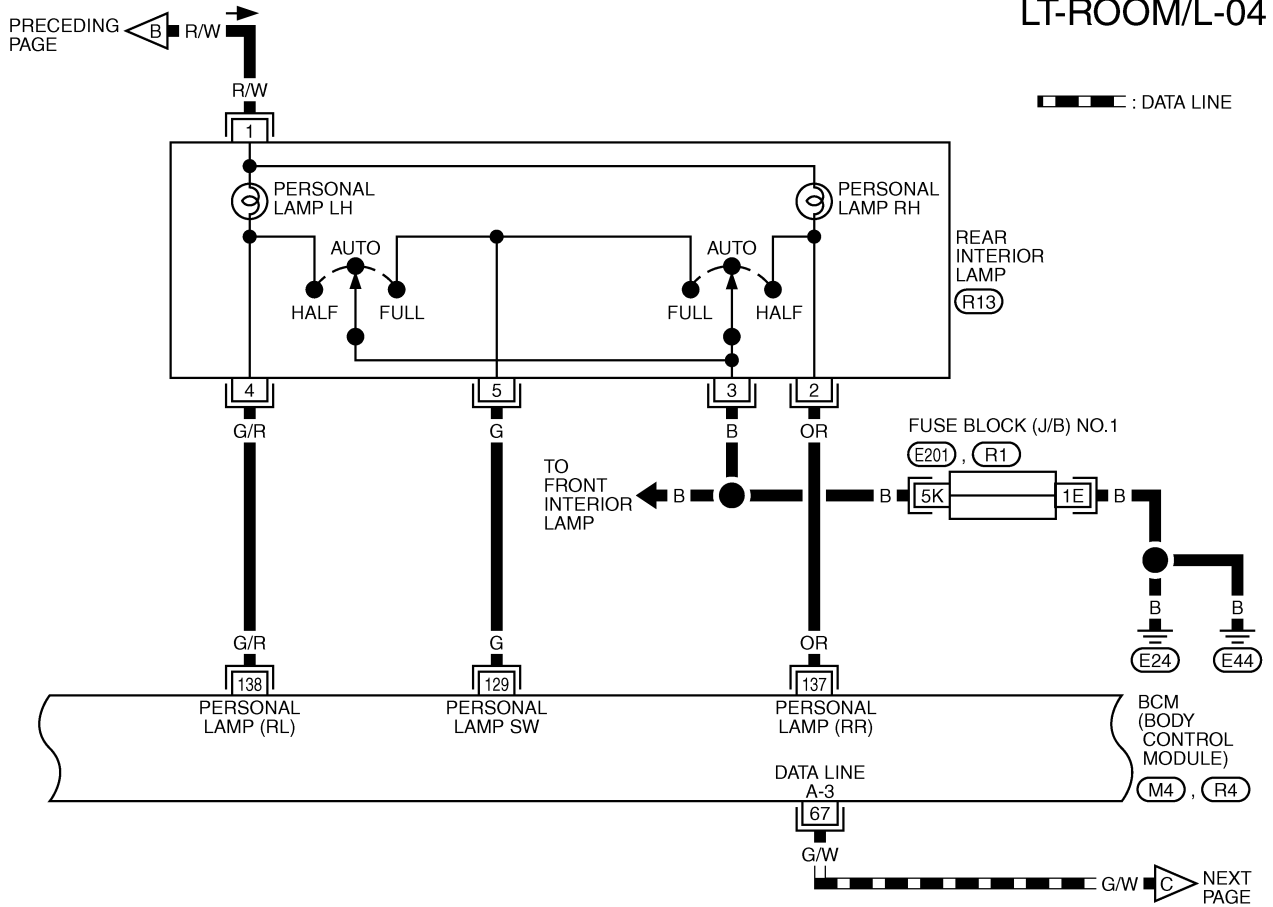 LT-ROOM/L-04
PRECEDING
PAGE
B
R/W
R/W
: DATA LINE
1
PERSONAL
LAMP LH
PERSONAL
LAMP RH
AUTO
HALF
FULL
AUTO
FULL
HALF
REAR
INTERIOR
LAMP
R13
4
5
3
2
G/R
G
B
OR
FUSE BLOCK (J/B) NO.1
E201 , R1
TO
FRONT
INTERIOR
LAMP
B
B
5K
1E
B
B
B
E24
E44
G/R
G
OR
138
129
137
PERSONAL
LAMP (RL)
PERSONAL
LAMP SW
PERSONAL
LAMP (RR)
BCM
(BODY
CONTROL
MODULE)
M4 , R4
DATA LINE
A-3
67
G/W
G/W
C
NEXT
PAGE